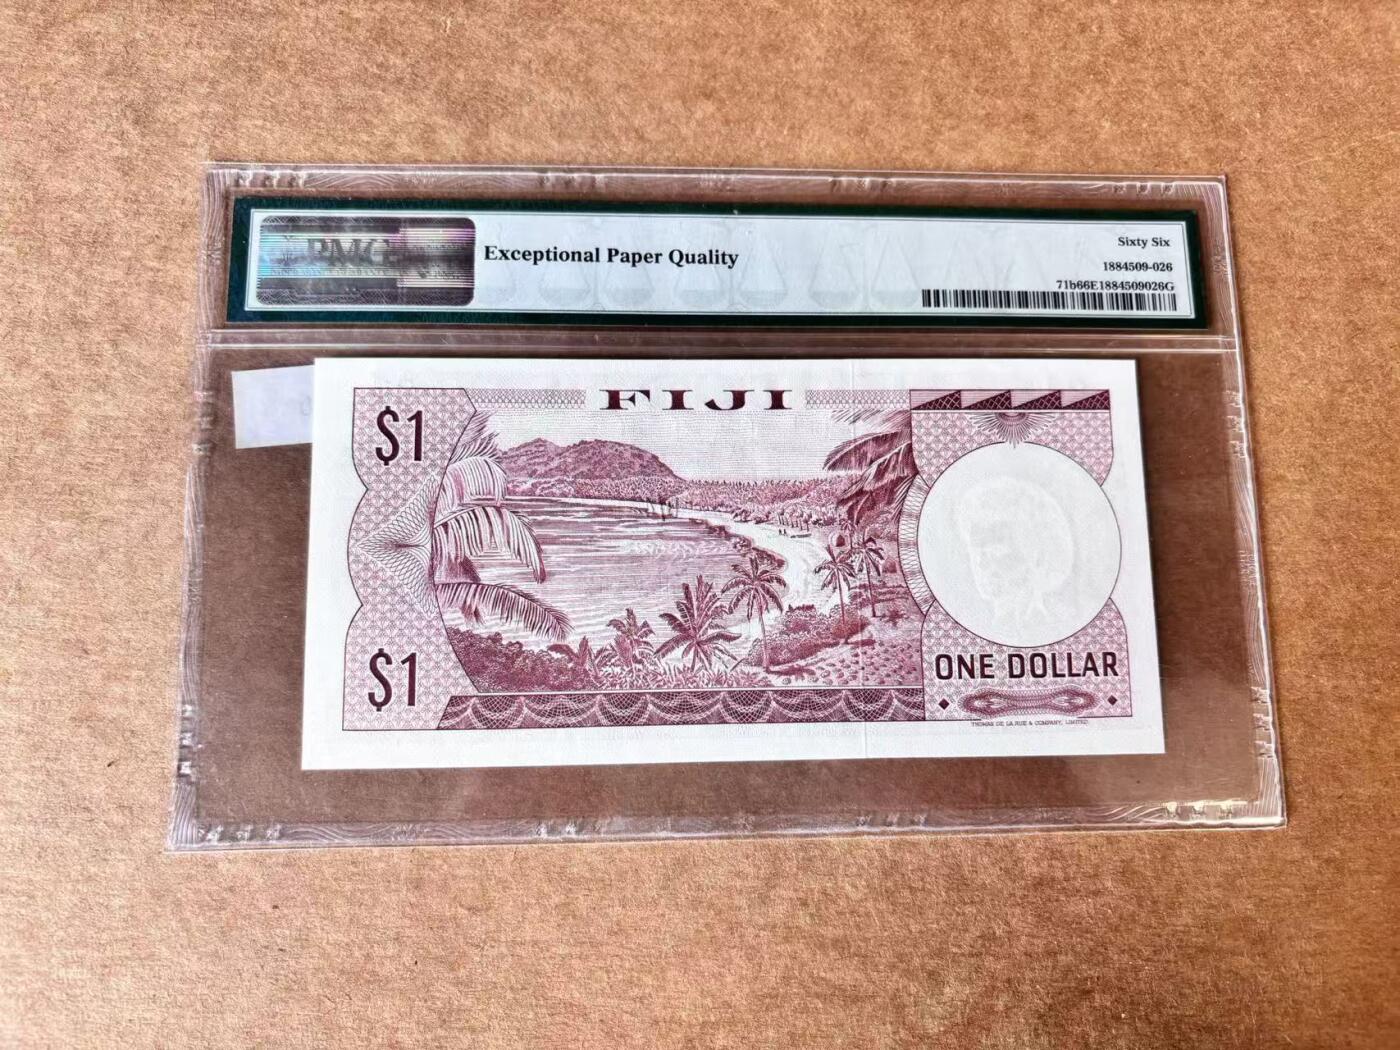 PMG
Exceptional Paper Quality
Sixty Six
1884509-026
71b66E1884509026G
FIJI
$1
$1
ONE DOLLAR
THOMAS DE LA RUE & COMPANY, LIMITED.